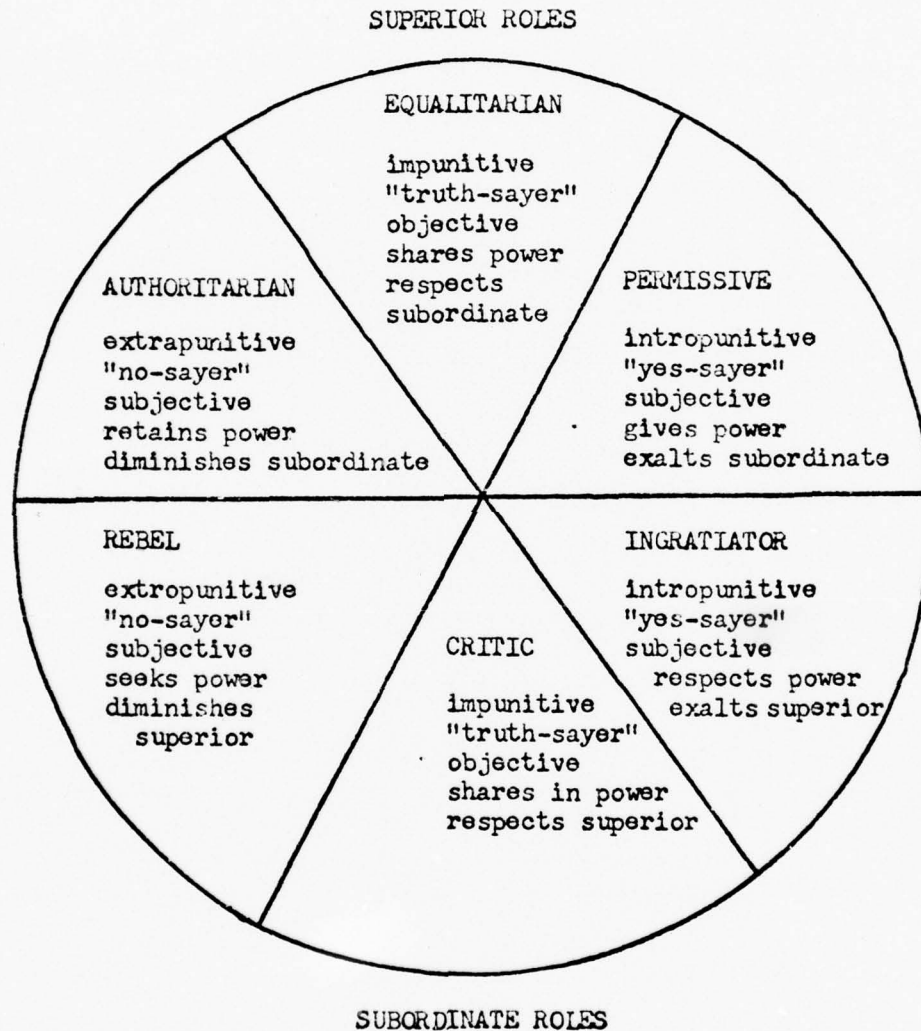 SUPERIOR ROLES
EQUALITARIAN
impunitive
"truth-sayer"
objective
shares power
respects
subordinate
AUTHORITARIAN
extrapunitive
"no-sayer"
subjective
retains power
diminishes subordinate
PERMISSIVE
intropunitive
"yes-sayer"
subjective
gives power
exalts subordinate
REBEL
extropunitive
"no-sayer"
subjective
seeks power
diminishes
superior
CRITIC
impunitive
"truth-sayer"
objective
shares in power
respects superior
INGRATIATOR
intropunitive
"yes-sayer"
subjective
respects power
exalts superior
SUBORDINATE ROLES